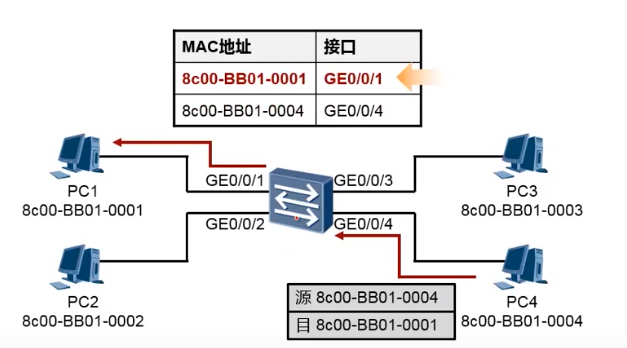 MAC地址 接口
8c00-BB01-0001 GE0/0/1
8c00-BB01-0004 GE0/0/4
GE0/0/1 GE0/0/3
PC1 PC3
8c00-BB01-0001 8c00-BB01-0003
GE0/0/2 GE0/0/4
源 8c00-BB01-0004
PC2 PC4
目 8c00-BB01-0001
8c00-BB01-0002 8c00-BB01-0004